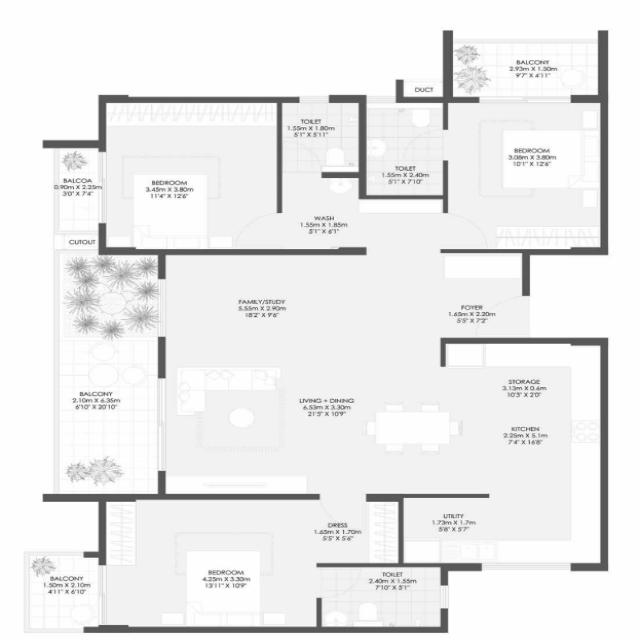 BALCONY
2.93m X 1.50m
9'7" X 4'11"
DUCT
TOILET
1.55m X 1.80m
5'1" X 5'11"
BEDROOM
3.08m X 3.80m
10'1" X 12'6"
TOILET
1.55m X 2.40m
5'1" X 7'10"
BALCOA
0.90m X 2.25m
3'0" X 7'4"
BEDROOM
3.45m X 3.80m
11'4" X 12'6"
WASH
1.55m X 1.85m
5'1" X 6'1"
CUTOUT
FAMILY/STUDY
5.55m X 2.90m
18'2" X 9'6"
FOYER
1.65m X 2.20m
5'5" X 7'2"
BALCONY
2.10m X 6.35m
6'10" X 20'10"
LIVING + DINING
6.53m X 3.30m
21'5" X 10'9"
STORAGE
3.13m X 0.6m
10'3" X 2'0"
KITCHEN
2.25m X 5.1m
7'4" X 16'8"
DRESS
1.65m X 1.70m
5'5" X 5'6"
UTILITY
1.73m X 1.7m
5'8" X 5'7"
BALCONY
1.50m X 2.10m
4'11" X 6'10"
BEDROOM
4.25m X 3.30m
13'11" X 10'9"
TOILET
2.40m X 1.55m
7'10" X 5'1"